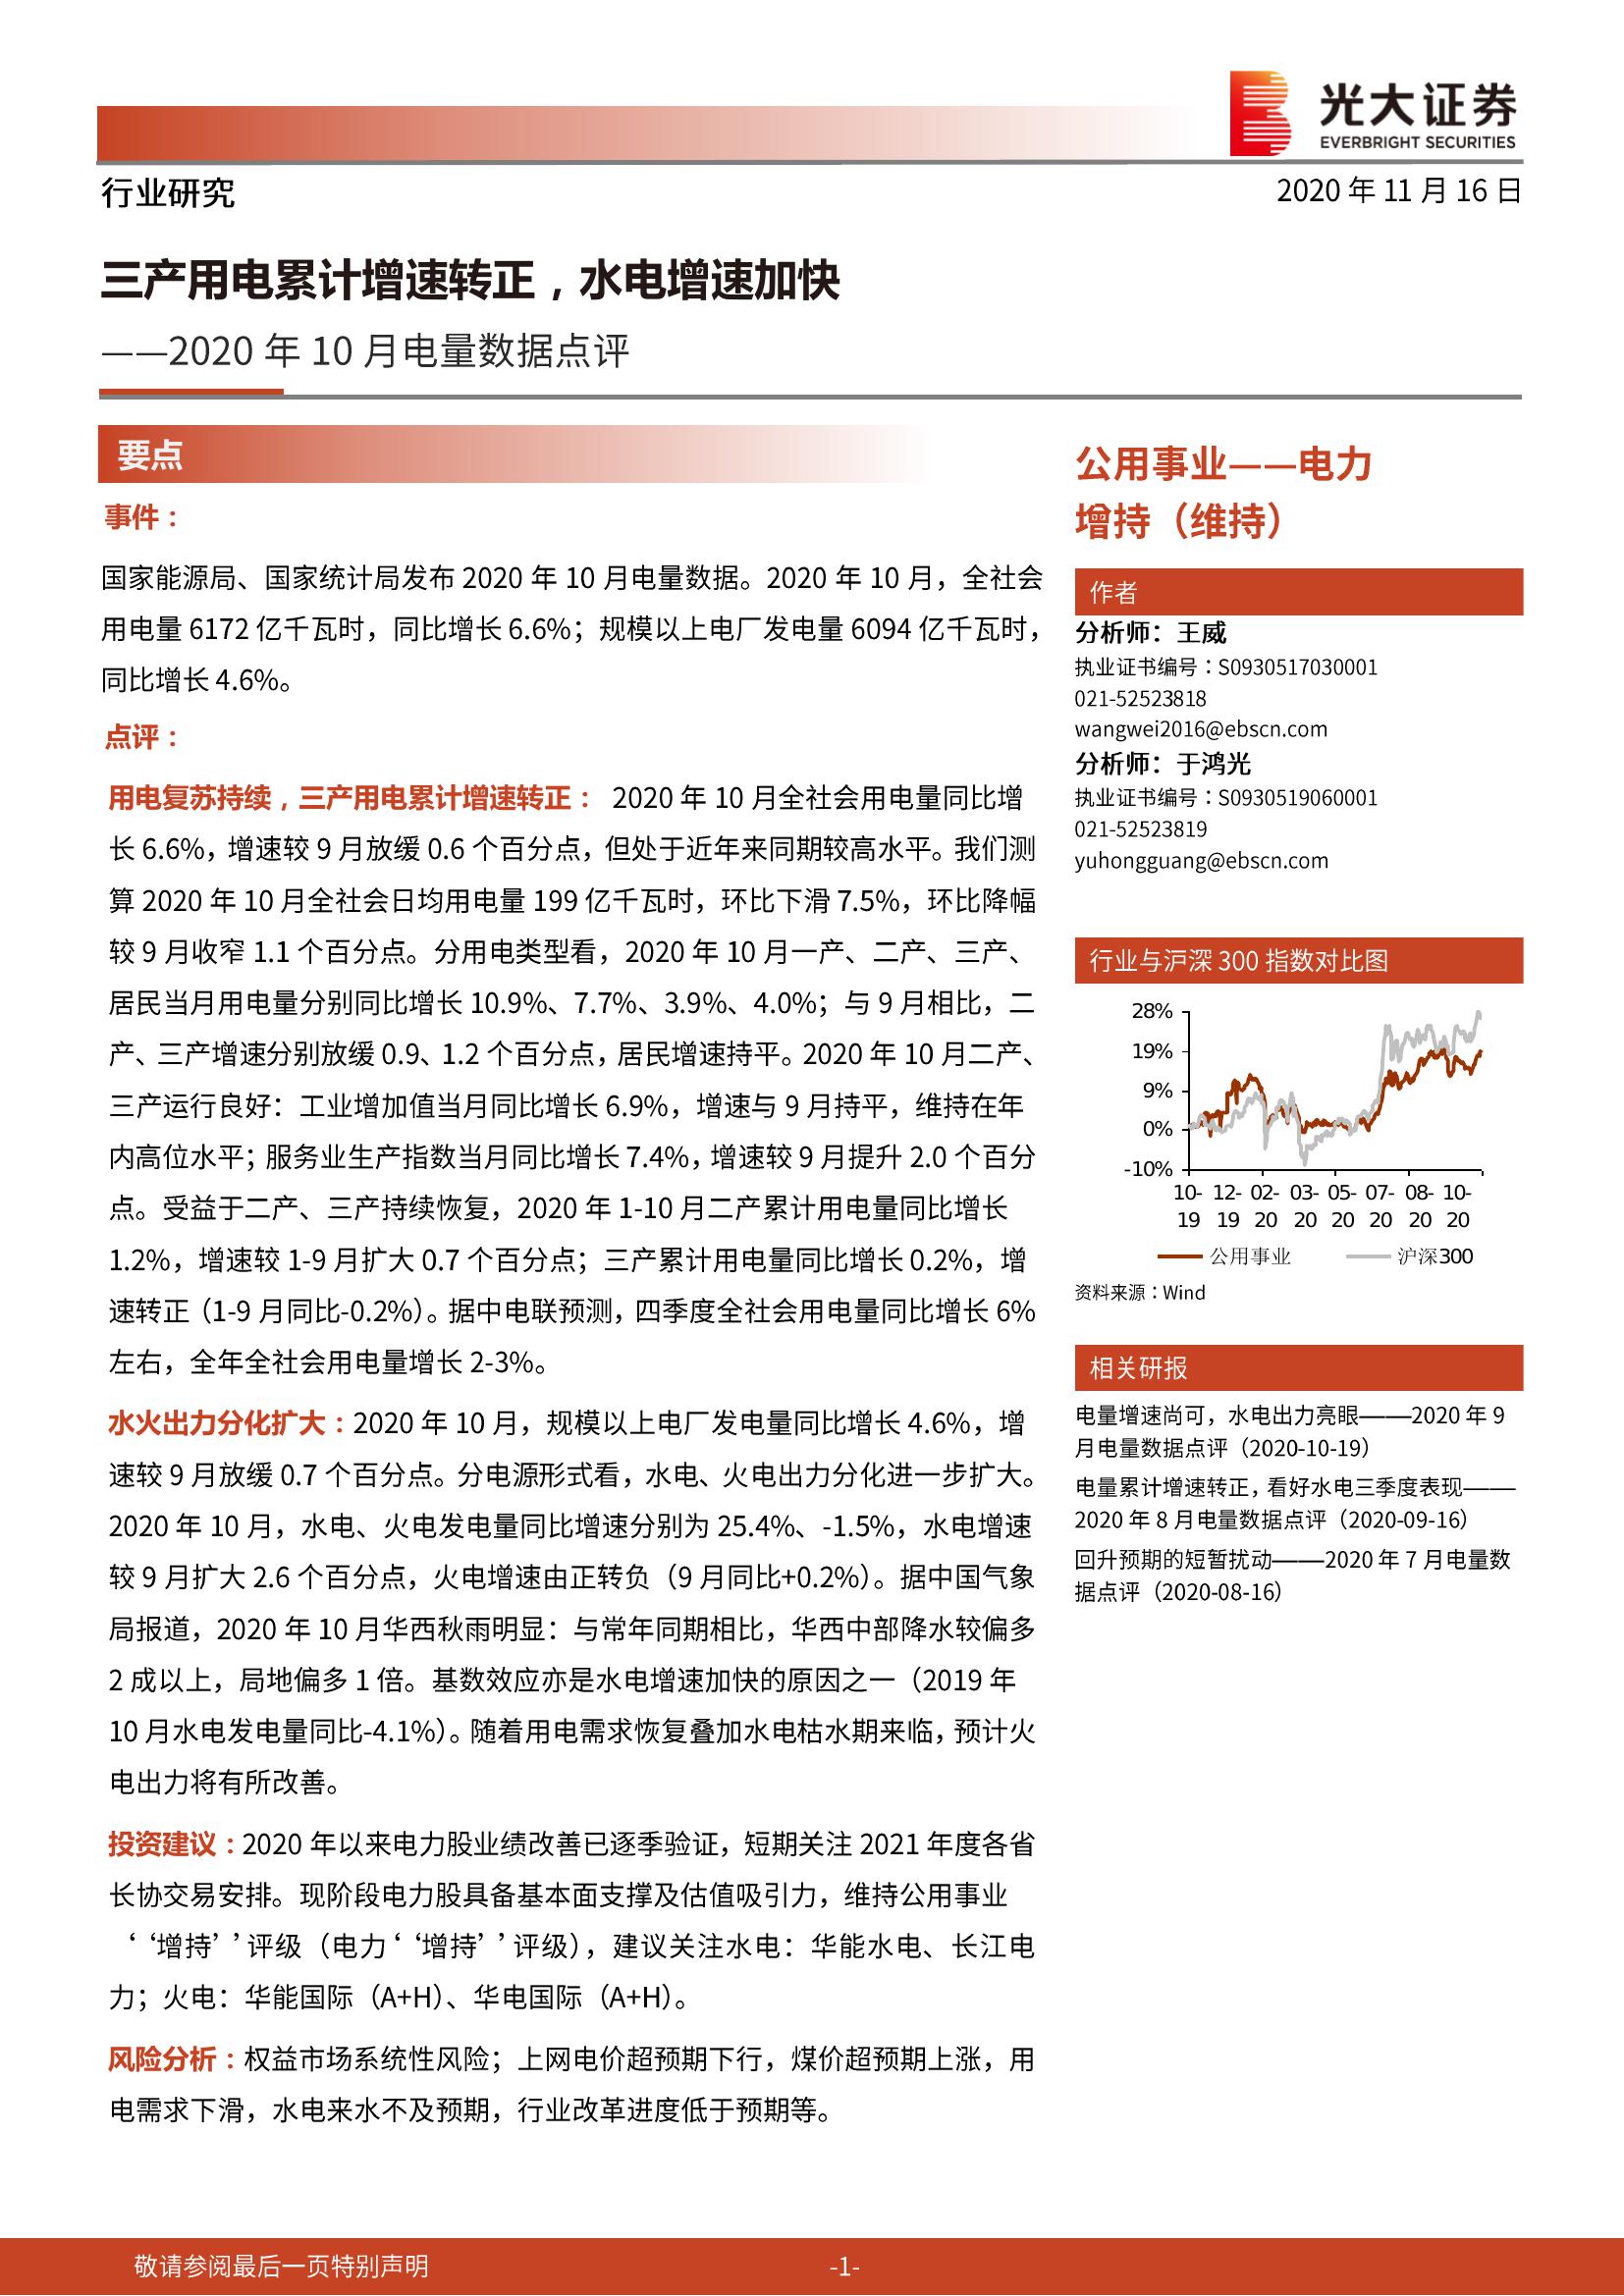 光大证券
EVERBRIGHT SECURITIES
行业研究
2020 年 11 月 16 日
三产用电累计增速转正，水电增速加快
——2020 年 10 月电量数据点评
要点
事件：
国家能源局、国家统计局发布 2020 年 10 月电量数据。2020 年 10 月，全社会
用电量 6172 亿千瓦时，同比增长 6.6%；规模以上电厂发电量 6094 亿千瓦时，
同比增长 4.6%。
点评：
用电复苏持续，三产用电累计增速转正： 2020 年 10 月全社会用电量同比增
长 6.6%，增速较 9 月放缓 0.6 个百分点，但处于近年来同期较高水平。我们测
算 2020 年 10 月全社会日均用电量 199 亿千瓦时，环比下滑 7.5%，环比降幅
较 9 月收窄 1.1 个百分点。分用电类型看，2020 年 10 月一产、二产、三产、
居民当月用电量分别同比增长 10.9%、7.7%、3.9%、4.0%；与 9 月相比，二
产、三产增速分别放缓 0.9、1.2 个百分点，居民增速持平。2020 年 10 月二产、
三产运行良好：工业增加值当月同比增长 6.9%，增速与 9 月持平，维持在年
内高位水平；服务业生产指数当月同比增长 7.4%，增速较 9 月提升 2.0 个百分
点。受益于二产、三产持续恢复，2020 年 1-10 月二产累计用电量同比增长
1.2%，增速较 1-9 月扩大 0.7 个百分点；三产累计用电量同比增长 0.2%，增
速转正（1-9 月同比-0.2%）。据中电联预测，四季度全社会用电量同比增长 6%
左右，全年全社会用电量增长 2-3%。
水火出力分化扩大：2020 年 10 月，规模以上电厂发电量同比增长 4.6%，增
速较 9 月放缓 0.7 个百分点。分电源形式看，水电、火电出力分化进一步扩大。
2020 年 10 月，水电、火电发电量同比增速分别为 25.4%、-1.5%，水电增速
较 9 月扩大 2.6 个百分点，火电增速由正转负（9 月同比+0.2%）。据中国气象
局报道，2020 年 10 月华西秋雨明显：与常年同期相比，华西中部降水较偏多
2 成以上，局地偏多 1 倍。基数效应亦是水电增速加快的原因之一（2019 年
10 月水电发电量同比-4.1%）。随着用电需求恢复叠加水电枯水期来临，预计火
电出力将有所改善。
投资建议：2020 年以来电力股业绩改善已逐季验证，短期关注 2021 年度各省
长协交易安排。现阶段电力股具备基本面支撑及估值吸引力，维持公用事业
‘‘增持’’评级（电力‘‘增持’’评级），建议关注水电：华能水电、长江电
力；火电：华能国际（A+H）、华电国际（A+H）。
风险分析：权益市场系统性风险；上网电价超预期下行，煤价超预期上涨，用
电需求下滑，水电来水不及预期，行业改革进度低于预期等。
公用事业——电力
增持（维持）
作者
分析师：王威
执业证书编号：S0930517030001
021-52523818
wangwei2016@ebscn.com
分析师：于鸿光
执业证书编号：S0930519060001
021-52523819
yuhongguang@ebscn.com
行业与沪深 300 指数对比图
28%
19%
9%
0%
-10%
10- 12- 02- 03- 05- 07- 08- 10-
19 19 20 20 20 20 20 20
公用事业 沪深300
资料来源：Wind
相关研报
电量增速尚可，水电出力亮眼——2020 年 9
月电量数据点评（2020-10-19）
电量累计增速转正，看好水电三季度表现——
2020 年 8 月电量数据点评（2020-09-16）
回升预期的短暂扰动——2020 年 7 月电量数
据点评（2020-08-16）
敬请参阅最后一页特别声明
-1-